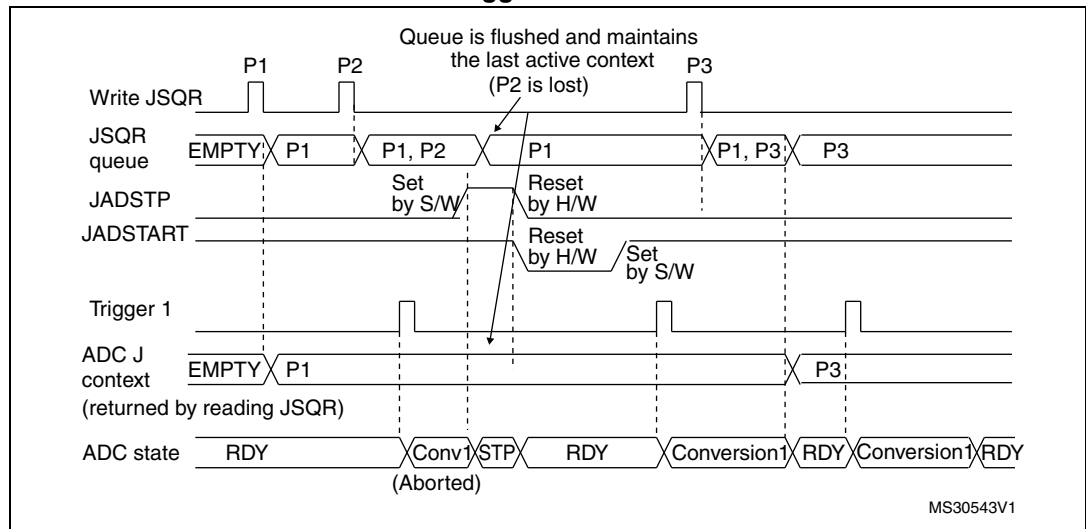 Queue is flushed and maintains
the last active context
(P2 is lost)
P1 P2 P3
Write JSQR
JSQR
queue
EMPTY P1 P1, P2 P1 P1, P3 P3
Set
by S/W
Reset
by H/W
JADSTP
JADSTART
Reset
by H/W
Set
by S/W
Trigger 1
ADC J
context
EMPTY P1 P3
(returned by reading JSQR)
ADC state RDY Conv1 STP RDY Conversion1 RDY Conversion1 RDY
(Aborted)
MS30543V1